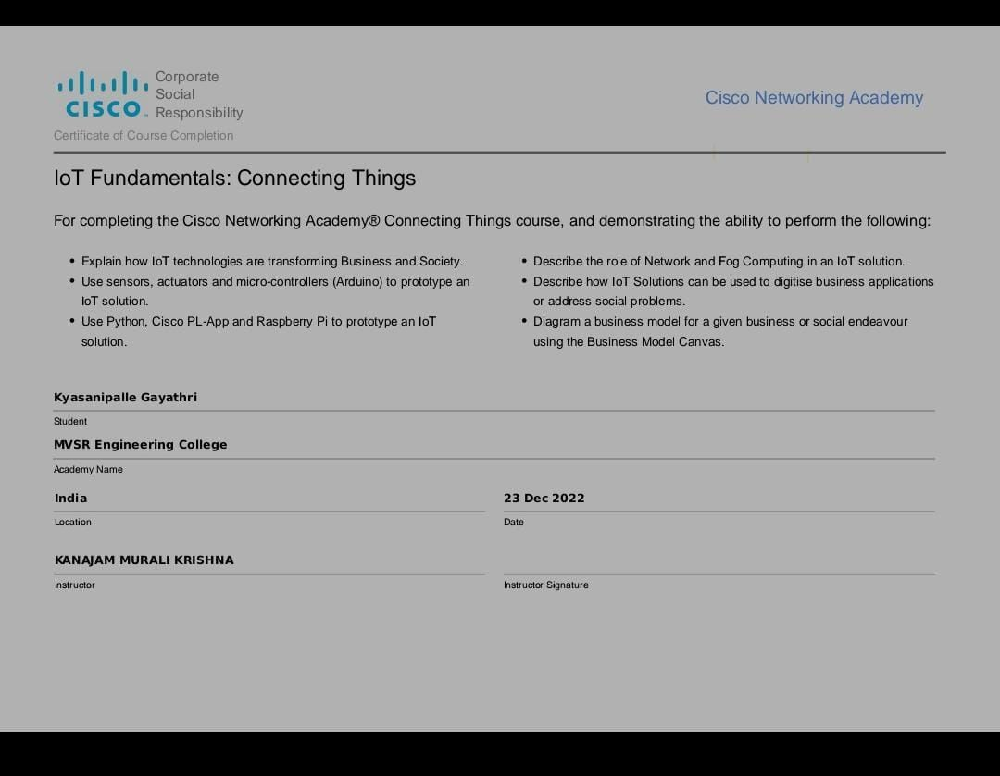 Corporate
Social
Responsibility
CISCO
Cisco Networking Academy
Certificate of Course Completion
IoT Fundamentals: Connecting Things
For completing the Cisco Networking Academy® Connecting Things course, and demonstrating the ability to perform the following:
• Explain how IoT technologies are transforming Business and Society.
• Use sensors, actuators and micro-controllers (Arduino) to prototype an
IoT solution.
• Use Python, Cisco PL-App and Raspberry Pi to prototype an IoT
solution.
• Describe the role of Network and Fog Computing in an IoT solution.
• Describe how IoT Solutions can be used to digitise business applications
or address social problems.
• Diagram a business model for a given business or social endeavour
using the Business Model Canvas.
Kyasanipalle Gayathri
Student
MVSR Engineering College
Academy Name
India
Location
23 Dec 2022
Date
KANAJAM MURALI KRISHNA
Instructor
Instructor Signature